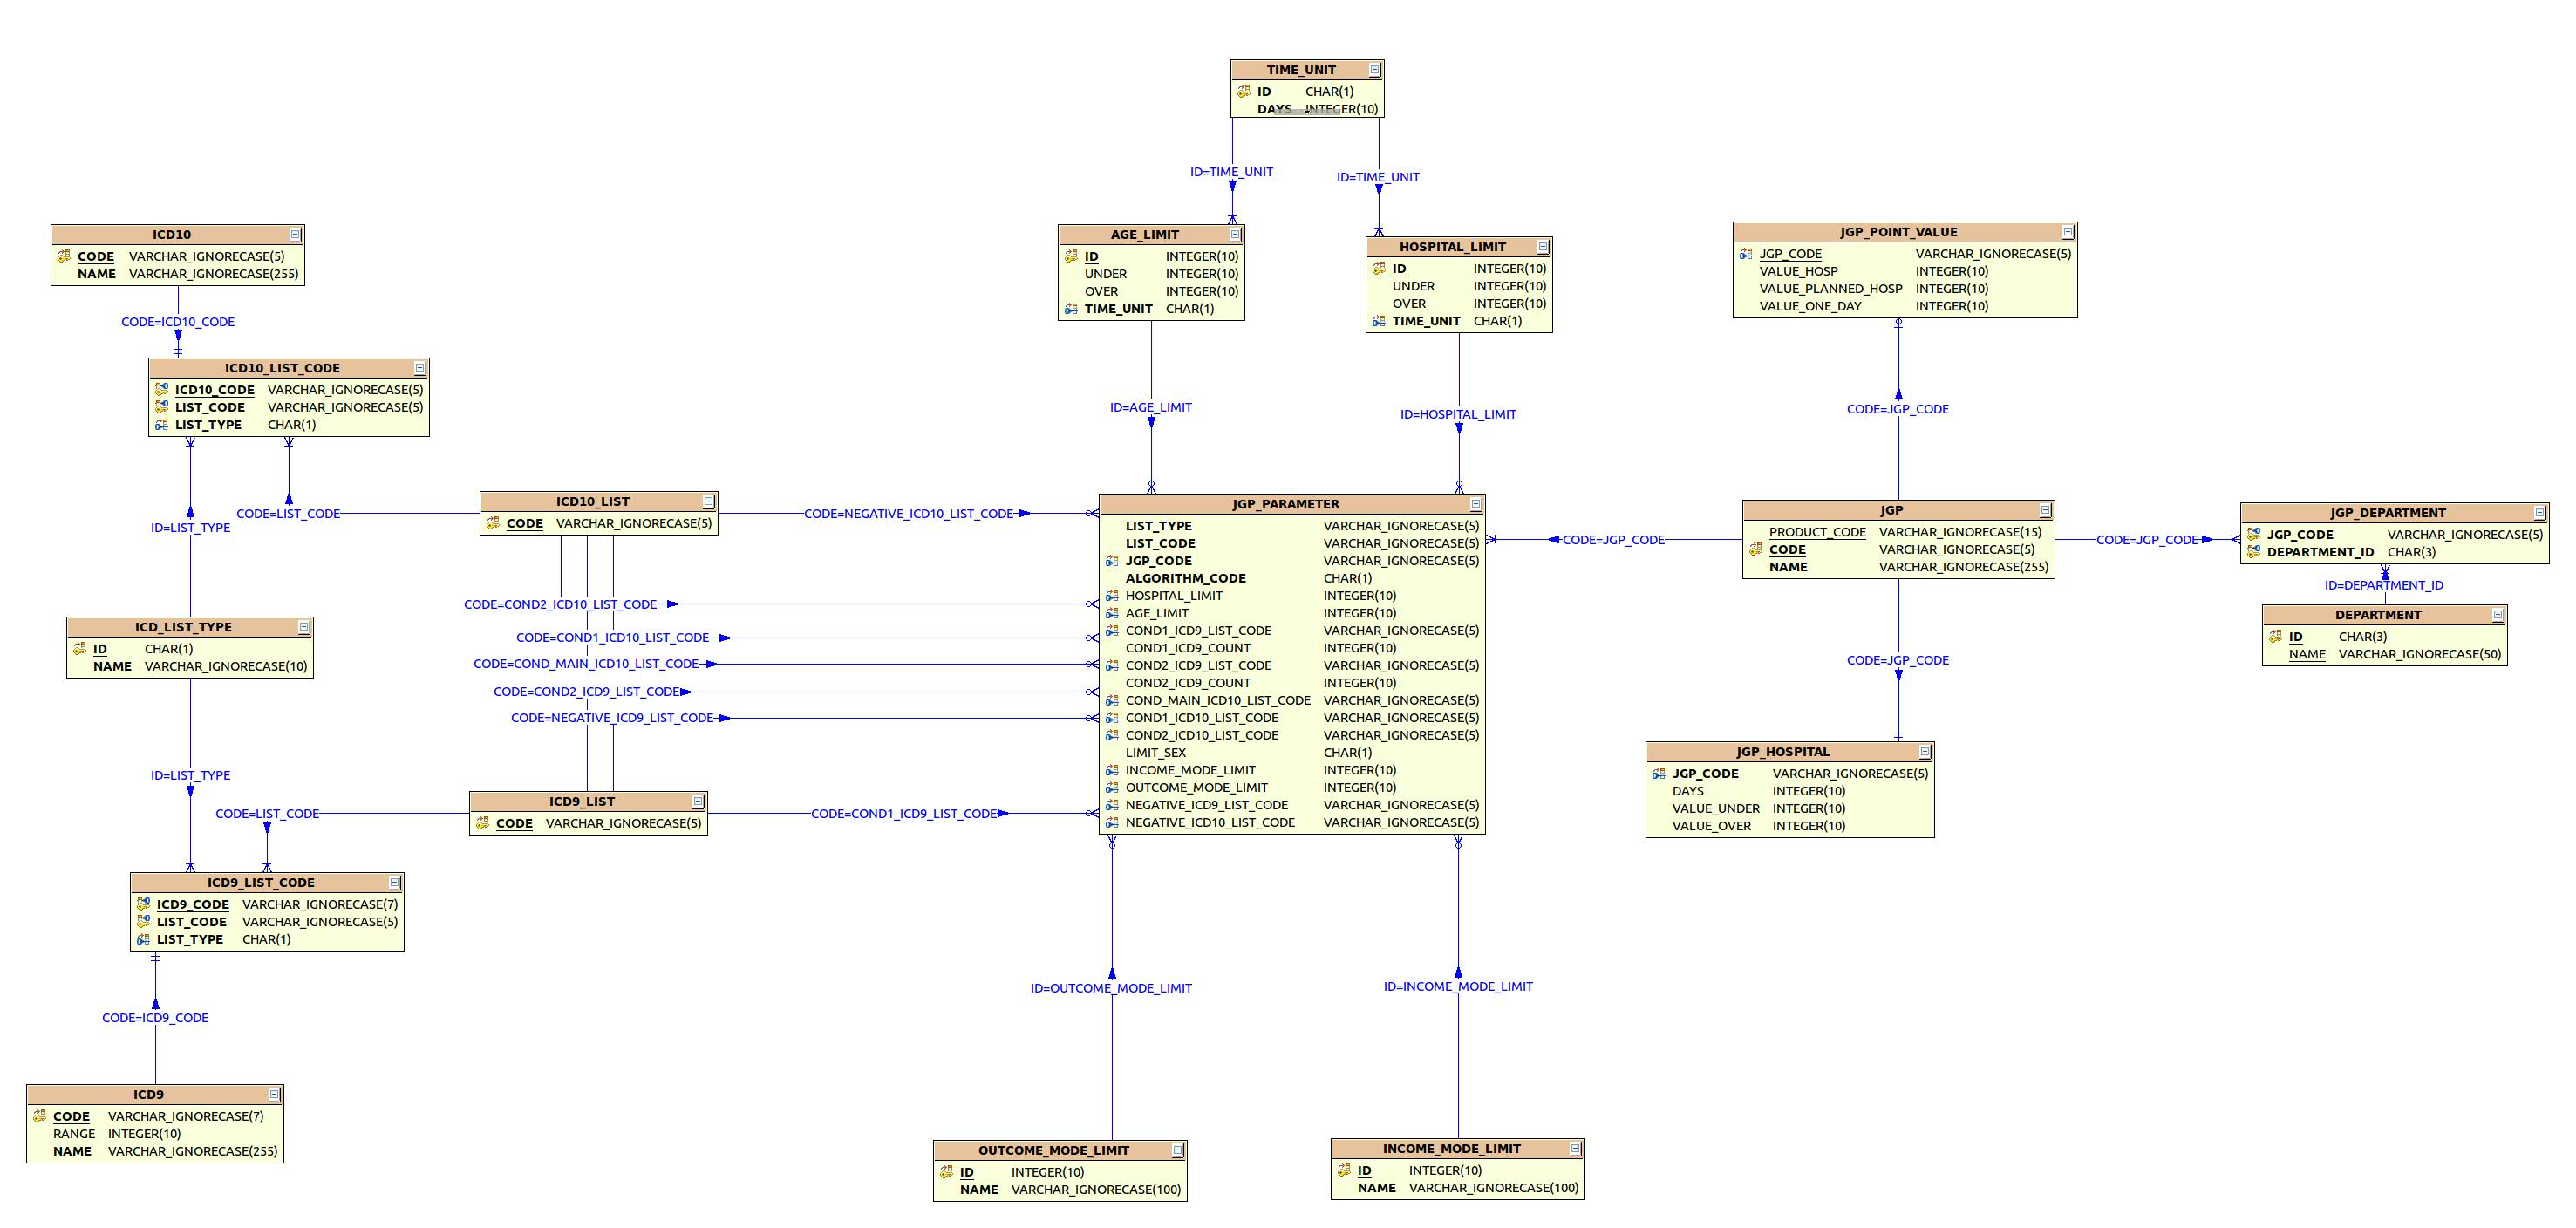 TIME_UNIT
ID CHAR(1)
DAYS INTEGER(10)
ID=TIME_UNIT
ID=TIME_UNIT
ICD10
CODE VARCHAR_IGNORECASE(5)
NAME VARCHAR_IGNORECASE(255)
CODE=ICD10_CODE
ICD10_LIST_CODE
ICD10_CODE VARCHAR_IGNORECASE(5)
LIST_CODE VARCHAR_IGNORECASE(5)
LIST_TYPE CHAR(1)
AGE_LIMIT
ID INTEGER(10)
UNDER INTEGER(10)
OVER INTEGER(10)
TIME_UNIT CHAR(1)
ID=AGE_LIMIT
HOSPITAL_LIMIT
ID INTEGER(10)
UNDER INTEGER(10)
OVER INTEGER(10)
TIME_UNIT CHAR(1)
ID=HOSPITAL_LIMIT
JGP_POINT_VALUE
JGP_CODE VARCHAR_IGNORECASE(5)
VALUE_HOSP INTEGER(10)
VALUE_PLANNED_HOSP INTEGER(10)
VALUE_ONE_DAY INTEGER(10)
CODE=JGP_CODE
ID=LIST_TYPE
CODE=LIST_CODE
ICD10_LIST
CODE VARCHAR_IGNORECASE(5)
CODE=NEGATIVE_ICD10_LIST_CODE
CODE=COND2_ICD10_LIST_CODE
CODE=COND1_ICD10_LIST_CODE
CODE=COND_MAIN_ICD10_LIST_CODE
CODE=COND2_ICD9_LIST_CODE
CODE=NEGATIVE_ICD9_LIST_CODE
JGP_PARAMETER
LIST_TYPE VARCHAR_IGNORECASE(5)
LIST_CODE VARCHAR_IGNORECASE(5)
JGP_CODE VARCHAR_IGNORECASE(5)
ALGORITHM_CODE CHAR(1)
HOSPITAL_LIMIT INTEGER(10)
AGE_LIMIT INTEGER(10)
COND1_ICD9_LIST_CODE VARCHAR_IGNORECASE(5)
COND1_ICD9_COUNT INTEGER(10)
COND2_ICD9_LIST_CODE VARCHAR_IGNORECASE(5)
COND2_ICD9_COUNT INTEGER(10)
COND_MAIN_ICD10_LIST_CODE VARCHAR_IGNORECASE(5)
COND1_ICD10_LIST_CODE VARCHAR_IGNORECASE(5)
COND2_ICD10_LIST_CODE VARCHAR_IGNORECASE(5)
LIMIT_SEX CHAR(1)
INCOME_MODE_LIMIT INTEGER(10)
OUTCOME_MODE_LIMIT INTEGER(10)
NEGATIVE_ICD9_LIST_CODE VARCHAR_IGNORECASE(5)
NEGATIVE_ICD10_LIST_CODE VARCHAR_IGNORECASE(5)
CODE=JGP_CODE
JGP
PRODUCT_CODE VARCHAR_IGNORECASE(15)
CODE VARCHAR_IGNORECASE(5)
NAME VARCHAR_IGNORECASE(255)
CODE=JGP_CODE
JGP_DEPARTMENT
JGP_CODE VARCHAR_IGNORECASE(5)
DEPARTMENT_ID CHAR(3)
ID=DEPARTMENT_ID
DEPARTMENT
ID CHAR(3)
NAME VARCHAR_IGNORECASE(50)
CODE=JGP_CODE
JGP_HOSPITAL
JGP_CODE VARCHAR_IGNORECASE(5)
DAYS INTEGER(10)
VALUE_UNDER INTEGER(10)
VALUE_OVER INTEGER(10)
ICD_LIST_TYPE
ID CHAR(1)
NAME VARCHAR_IGNORECASE(10)
ID=LIST_TYPE
CODE=LIST_CODE
ICD9_LIST
CODE VARCHAR_IGNORECASE(5)
CODE=COND1_ICD9_LIST_CODE
ICD9_LIST_CODE
ICD9_CODE VARCHAR_IGNORECASE(7)
LIST_CODE VARCHAR_IGNORECASE(5)
LIST_TYPE CHAR(1)
CODE=ICD9_CODE
ICD9
CODE VARCHAR_IGNORECASE(7)
RANGE INTEGER(10)
NAME VARCHAR_IGNORECASE(255)
ID=OUTCOME_MODE_LIMIT
ID=INCOME_MODE_LIMIT
OUTCOME_MODE_LIMIT
ID INTEGER(10)
NAME VARCHAR_IGNORECASE(100)
INCOME_MODE_LIMIT
ID INTEGER(10)
NAME VARCHAR_IGNORECASE(100)